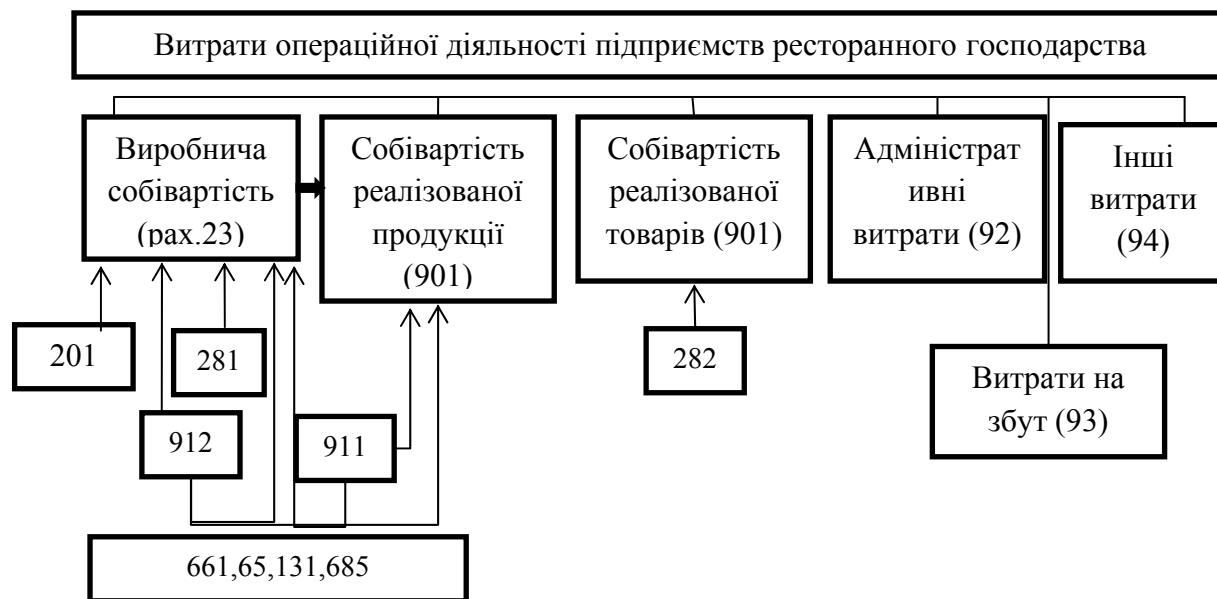 Витрати операційної діяльності підприємств ресторанного господарства
Виробнича
собівартість
(рах.23)
Собівартість
реалізованої
продукції
(901)
Собівартість
реалізованої
товарів (901)
Адміністрат
ивні
витрати (92)
Інші
витрати
(94)
201
281
282
Витрати на
збут (93)
912
911
661,65,131,685